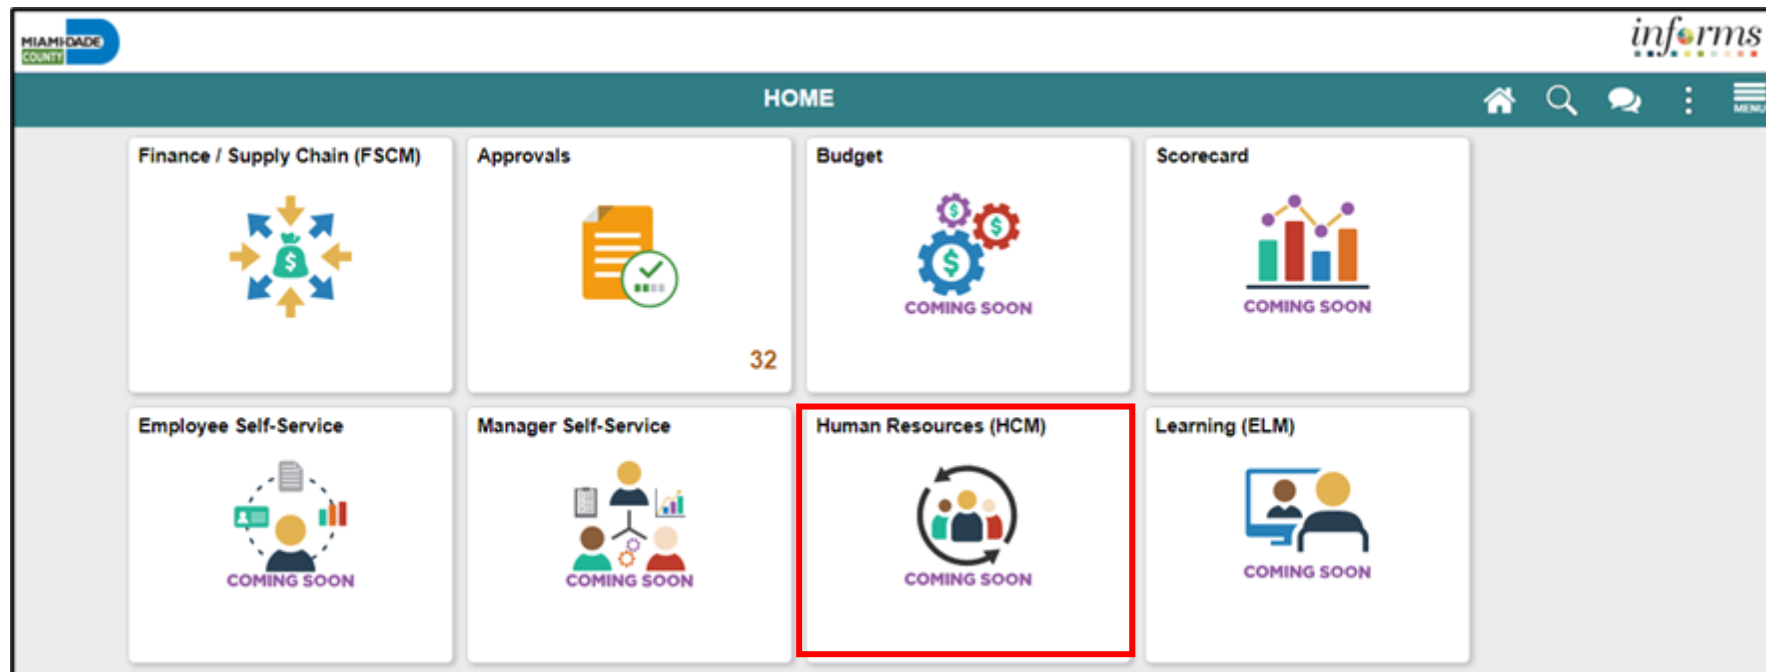 MIAMI-DADE
COUNTY
informs
HOME
MENU
Finance / Supply Chain (FSCM)
Approvals
Budget
Scorecard
$
$
$
$
COMING SOON
COMING SOON
32
Employee Self-Service
Manager Self-Service
Human Resources (HCM)
Learning (ELM)
COMING SOON
COMING SOON
COMING SOON
COMING SOON